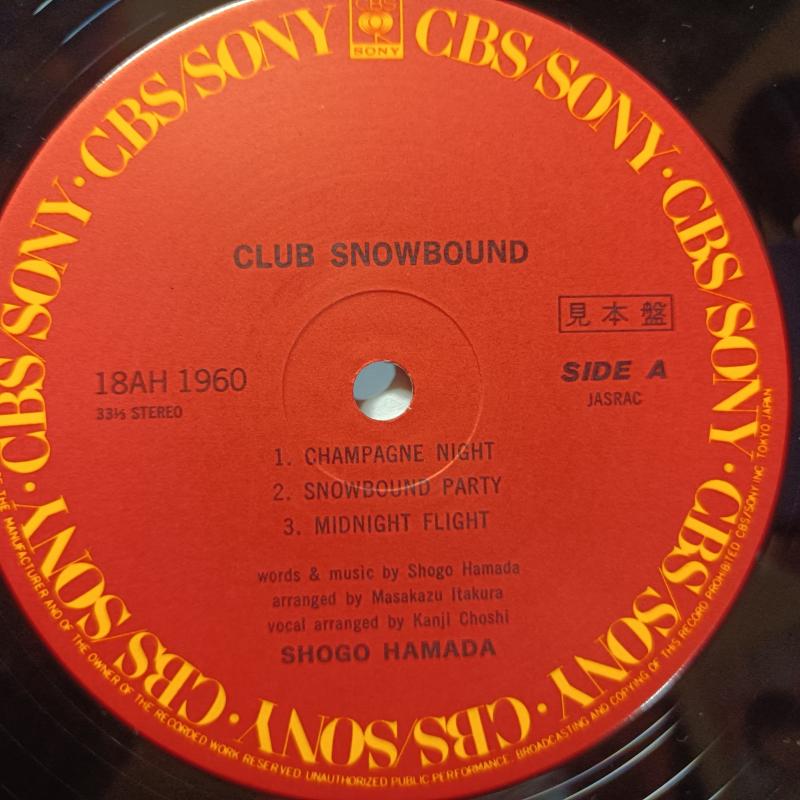 CBS
SONY
CBS/SONY · CBS/SONY · CBS/SONY · CBS/SONY · CBS/SONY · CBS/SONY · CBS/SONY · CBS/SONY · CBS/SONY · CBS/SONY
CLUB SNOWBOUND
見本盤
18AH 1960
SIDE A
33⅓ STEREO
JASRAC
1. CHAMPAGNE NIGHT
2. SNOWBOUND PARTY
3. MIDNIGHT FLIGHT
words & music by Shogo Hamada
arranged by Masakazu Itakura
vocal arranged by Kanji Choshi
SHOGO HAMADA
THE MANUFACTURER AND OF THE OWNER OF THE RECORDED WORK RESERVED UNAUTHORIZED PUBLIC PERFORMANCE. BROADCASTING AND COPYING OF THIS RECORD PROHIBITED CBS/SONY INC. TOKYO JAPAN